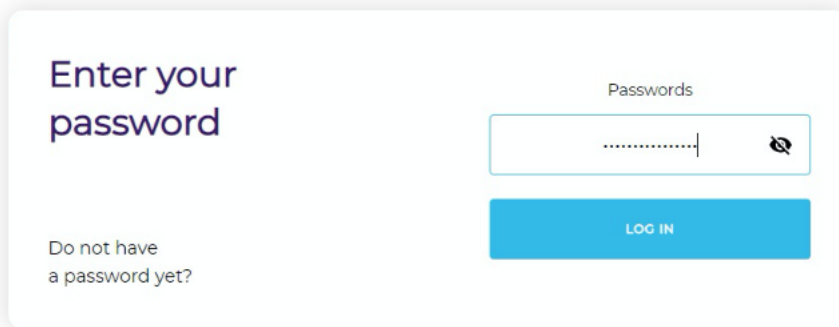 Enter your
password
Do not have
a password yet?
Passwords
................
LOG IN